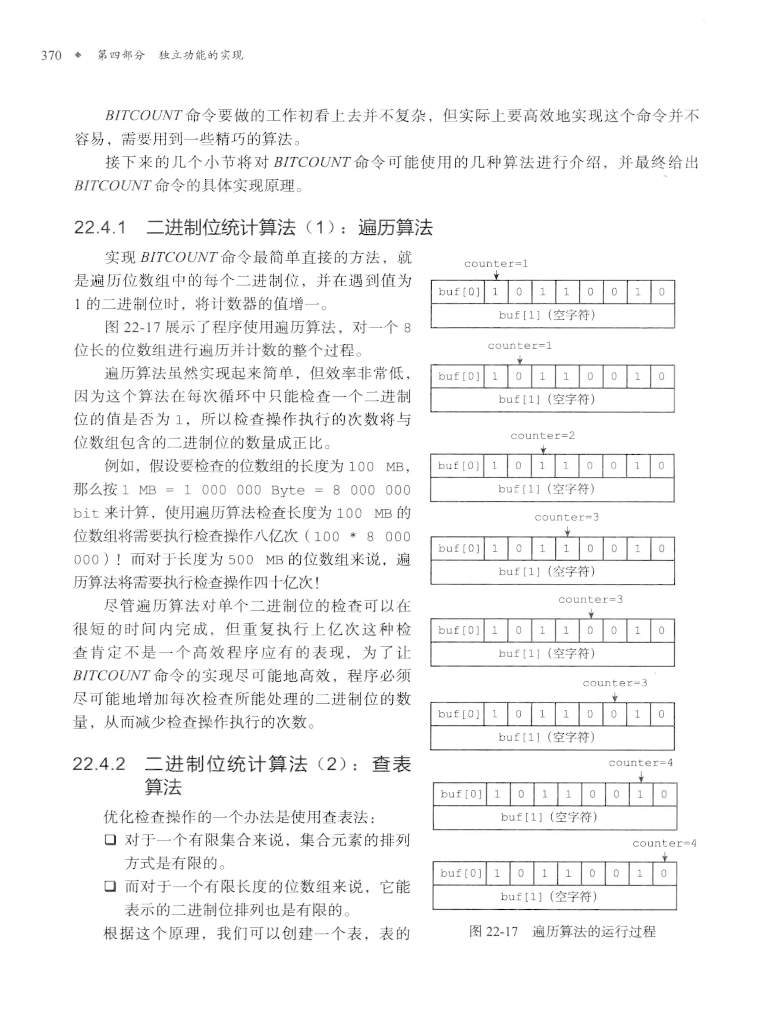 370 ◆ 第四部分 独立功能的实现
BITCOUNT 命令要做的工作初看上去并不复杂，但实际上要高效地实现这个命令并不
容易，需要用到一些精巧的算法。
接下来的几个小节将对 BITCOUNT 命令可能使用的几种算法进行介绍，并最终给出
BITCOUNT 命令的具体实现原理。
22.4.1 二进制位统计算法（1）：遍历算法
实现 BITCOUNT 命令最简单直接的方法，就
是遍历位数组中的每个二进制位，并在遇到值为
1 的二进制位时，将计数器的值增一。
图 22-17 展示了程序使用遍历算法，对一个 8
位长的位数组进行遍历并计数的整个过程。
遍历算法虽然实现起来简单，但效率非常低，
因为这个算法在每次循环中只能检查一个二进制
位的值是否为 1，所以检查操作执行的次数将与
位数组包含的二进制位的数量成正比。
例如，假设要检查的位数组的长度为 100 MB，
那么按 1 MB = 1 000 000 Byte = 8 000 000
bit 来计算，使用遍历算法检查长度为 100 MB 的
位数组将需要执行检查操作八亿次（100 * 8 000
000）！而对于长度为 500 MB 的位数组来说，遍
历算法将需要执行检查操作四十亿次！
尽管遍历算法对单个二进制位的检查可以在
很短的时间内完成，但重复执行上亿次这种检
查肯定不是一个高效程序应有的表现，为了让
BITCOUNT 命令的实现尽可能地高效，程序必须
尽可能地增加每次检查所能处理的二进制位的数
量，从而减少检查操作执行的次数。
22.4.2 二进制位统计算法（2）：查表
算法
优化检查操作的一个办法是使用查表法：
❑ 对于一个有限集合来说，集合元素的排列
方式是有限的。
❑ 而对于一个有限长度的位数组来说，它能
表示的二进制位排列也是有限的。
根据这个原理，我们可以创建一个表，表的
counter=1
buf[0] 1 0 1 1 0 0 1 0
buf[1]（空字符）
counter=1
buf[0] 1 0 1 1 0 0 1 0
buf[1]（空字符）
counter=2
buf[0] 1 0 1 1 0 0 1 0
buf[1]（空字符）
counter=3
buf[0] 1 0 1 1 0 0 1 0
buf[1]（空字符）
counter=3
buf[0] 1 0 1 1 0 0 1 0
buf[1]（空字符）
counter=3
buf[0] 1 0 1 1 0 0 1 0
buf[1]（空字符）
counter=4
buf[0] 1 0 1 1 0 0 1 0
buf[1]（空字符）
counter=4
buf[0] 1 0 1 1 0 0 1 0
buf[1]（空字符）
图 22-17 遍历算法的运行过程